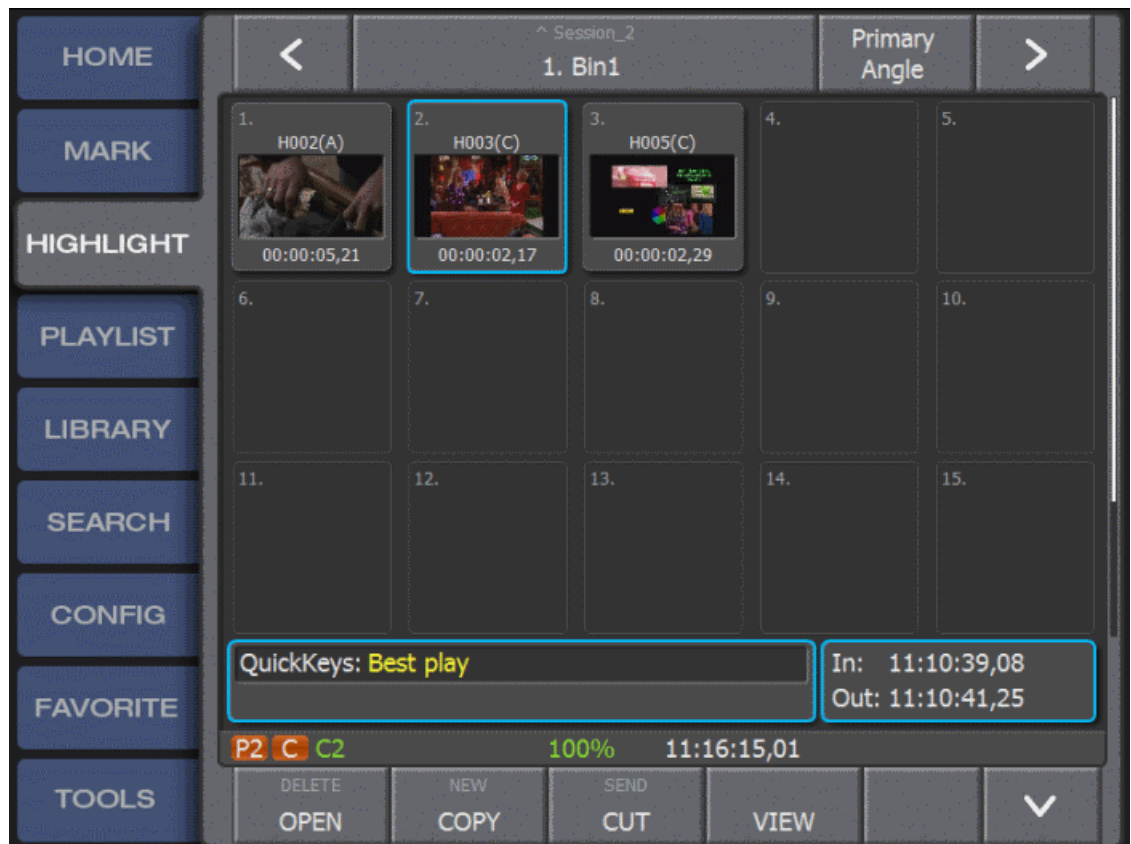 HOME
MARK
HIGHLIGHT
PLAYLIST
LIBRARY
SEARCH
CONFIG
FAVORITE
TOOLS
^ Session_2
1. Bin1
Primary
Angle
1.
H002(A)
00:00:05,21
2.
H003(C)
00:00:02,17
3.
H005(C)
00:00:02,29
4.
5.
6.
7.
8.
9.
10.
11.
12.
13.
14.
15.
QuickKeys: Best play
In: 11:10:39,08
Out: 11:10:41,25
P2 C C2 100% 11:16:15,01
DELETE
OPEN
NEW
COPY
SEND
CUT
VIEW